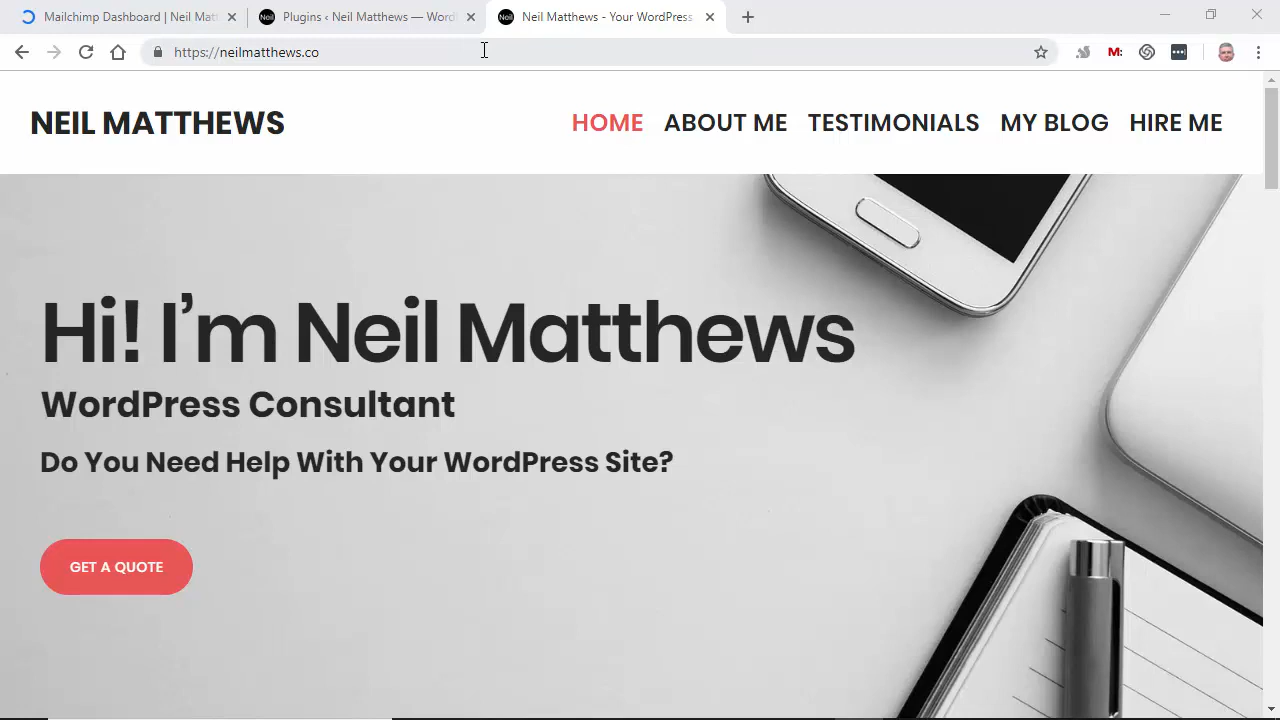 Mailchimp Dashboard | Neil Matt
Neil
Plugins ‹ Neil Matthews — Word
Neil
Neil Matthews - Your WordPress
https://neilmatthews.co
M:
NEIL MATTHEWS
HOME ABOUT ME TESTIMONIALS MY BLOG HIRE ME
Hi! I’m Neil Matthews
WordPress Consultant
Do You Need Help With Your WordPress Site?
GET A QUOTE